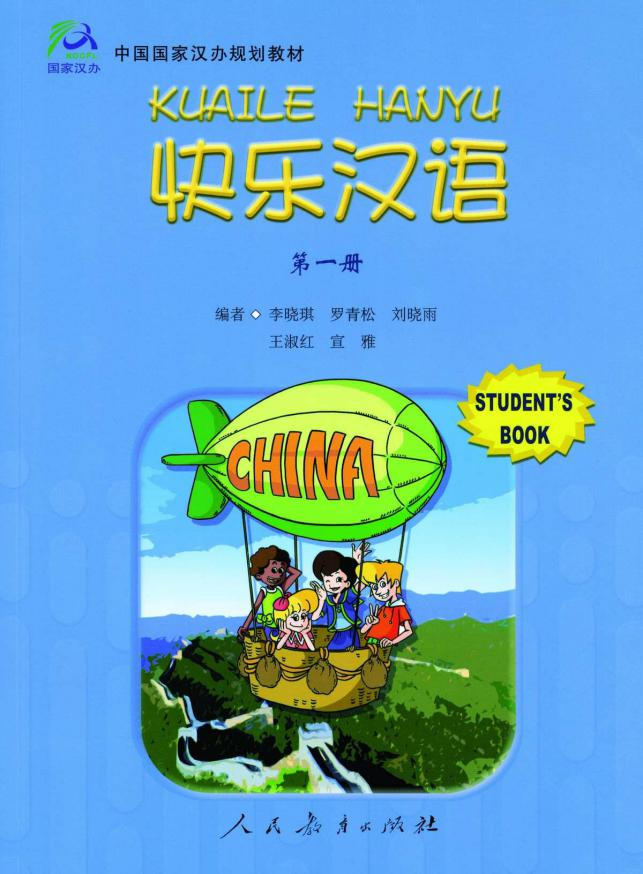 NOCFL
国家汉办
中国国家汉办规划教材
KUAILE HANYU
快乐汉语
第一册
编者◇李晓琪 罗青松 刘晓雨
王淑红 宣 雅
STUDENT'S
BOOK
CHINA
人民教育出版社